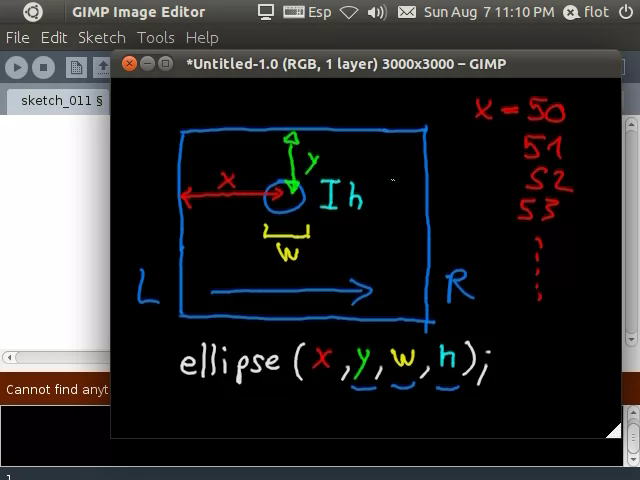 GIMP Image Editor
Esp
Sun Aug 7 11:10 PM
flot
File Edit Sketch Tools Help
*Untitled-1.0 (RGB, 1 layer) 3000x3000 – GIMP
sketch_011 §
x = 50
51
52
53
y
x
I h
w
L
R
ellipse (x, y, w, h);
Cannot find anyt